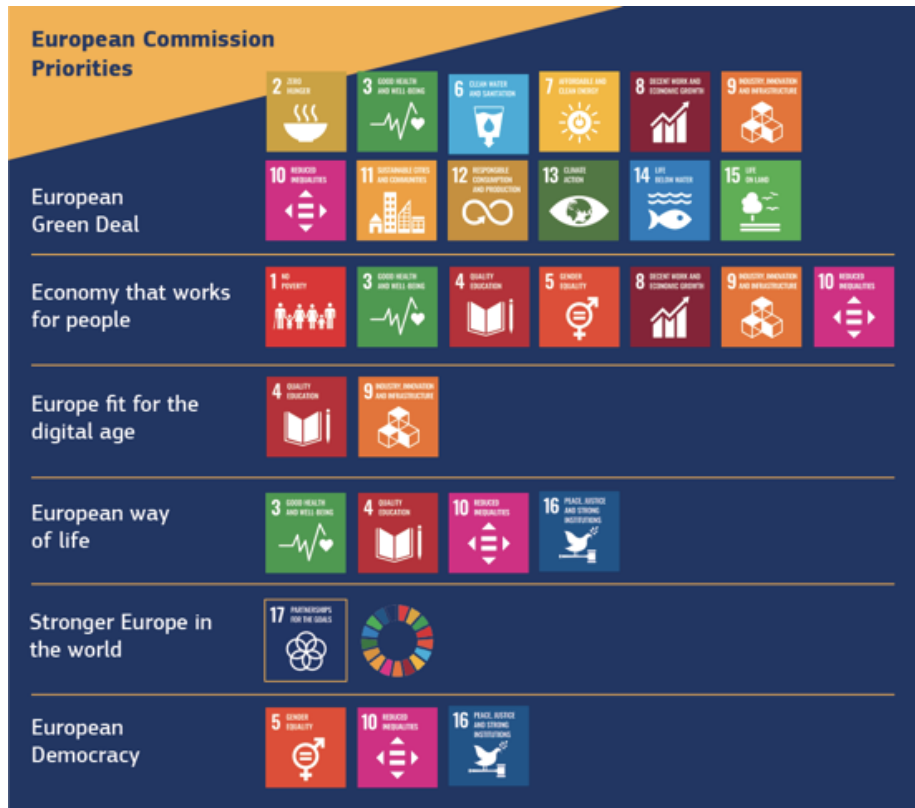 European Commission
Priorities
2 ZERO
HUNGER
3 GOOD HEALTH
AND WELL-BEING
6 CLEAN WATER
AND SANITATION
7 AFFORDABLE AND
CLEAN ENERGY
8 DECENT WORK AND
ECONOMIC GROWTH
9 INDUSTRY, INNOVATION
AND INFRASTRUCTURE
European
Green Deal
10 REDUCED
INEQUALITIES
11 SUSTAINABLE CITIES
AND COMMUNITIES
12 RESPONSIBLE
CONSUMPTION
AND PRODUCTION
13 CLIMATE
ACTION
14 LIFE
BELOW WATER
15 LIFE
ON LAND
Economy that works
for people
1 NO
POVERTY
3 GOOD HEALTH
AND WELL-BEING
4 QUALITY
EDUCATION
5 GENDER
EQUALITY
8 DECENT WORK AND
ECONOMIC GROWTH
9 INDUSTRY, INNOVATION
AND INFRASTRUCTURE
10 REDUCED
INEQUALITIES
Europe fit for the
digital age
4 QUALITY
EDUCATION
9 INDUSTRY, INNOVATION
AND INFRASTRUCTURE
European way
of life
3 GOOD HEALTH
AND WELL-BEING
4 QUALITY
EDUCATION
10 REDUCED
INEQUALITIES
16 PEACE, JUSTICE
AND STRONG
INSTITUTIONS
Stronger Europe in
the world
17 PARTNERSHIPS
FOR THE GOALS
European
Democracy
5 GENDER
EQUALITY
10 REDUCED
INEQUALITIES
16 PEACE, JUSTICE
AND STRONG
INSTITUTIONS